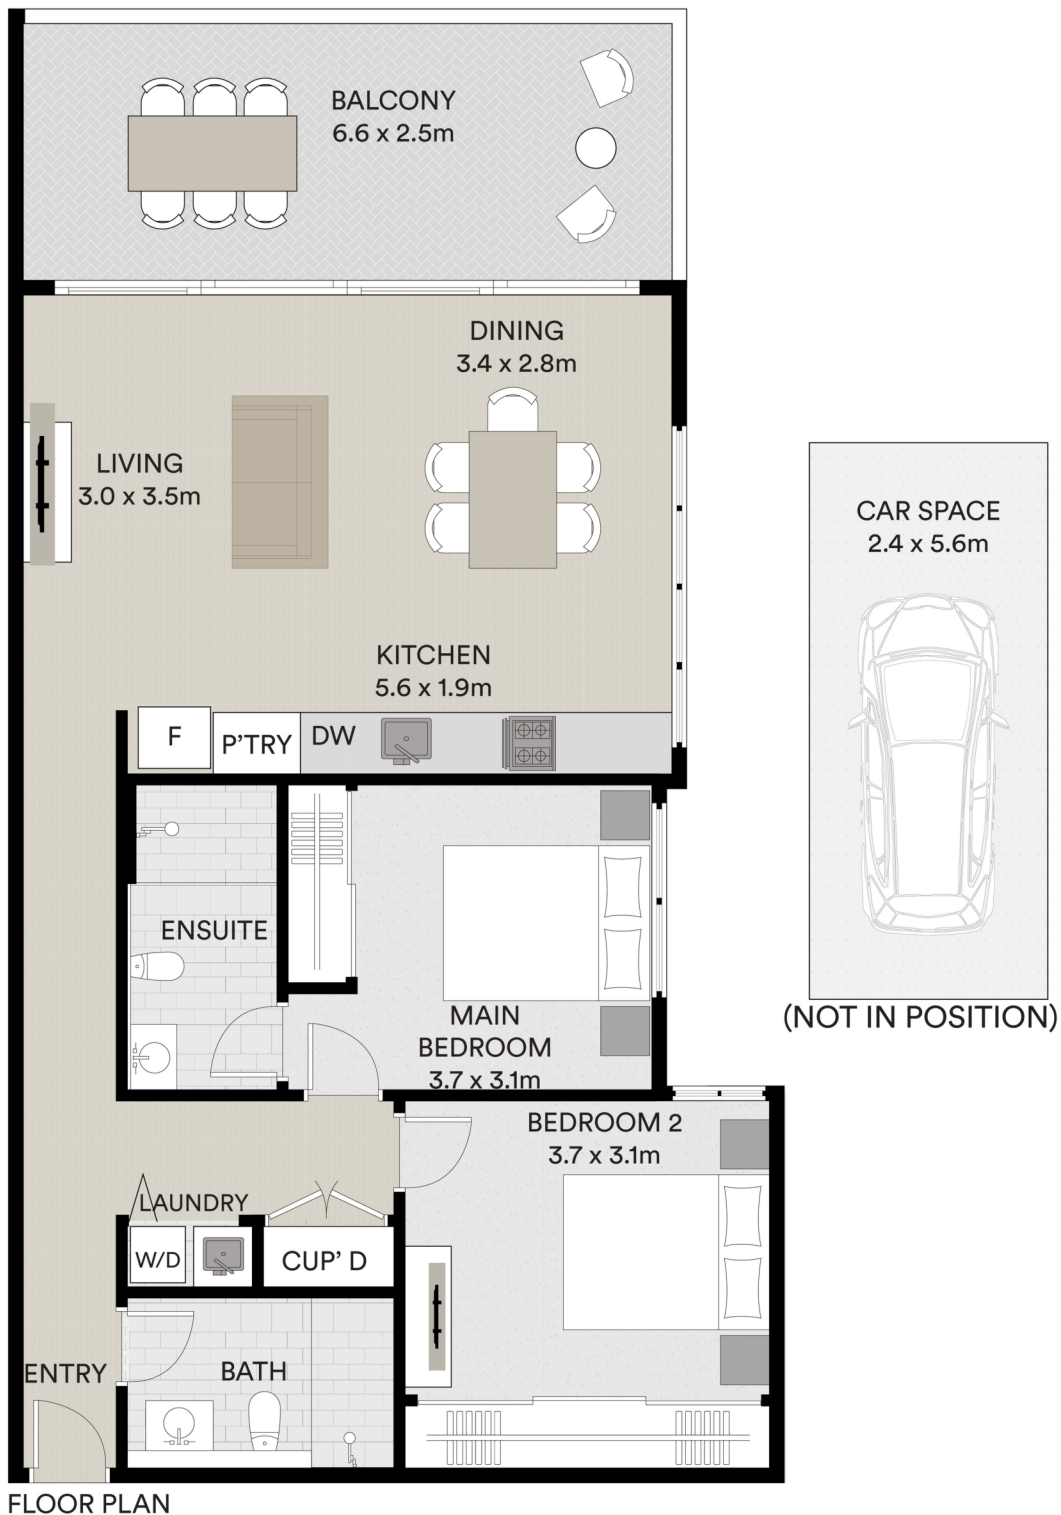 BALCONY
6.6 x 2.5m
DINING
3.4 x 2.8m
LIVING
3.0 x 3.5m
CAR SPACE
2.4 x 5.6m
KITCHEN
5.6 x 1.9m
F
P'TRY
DW
ENSUITE
MAIN
BEDROOM
3.7 x 3.1m
(NOT IN POSITION)
BEDROOM 2
3.7 x 3.1m
LAUNDRY
W/D
CUP' D
ENTRY
BATH
FLOOR PLAN